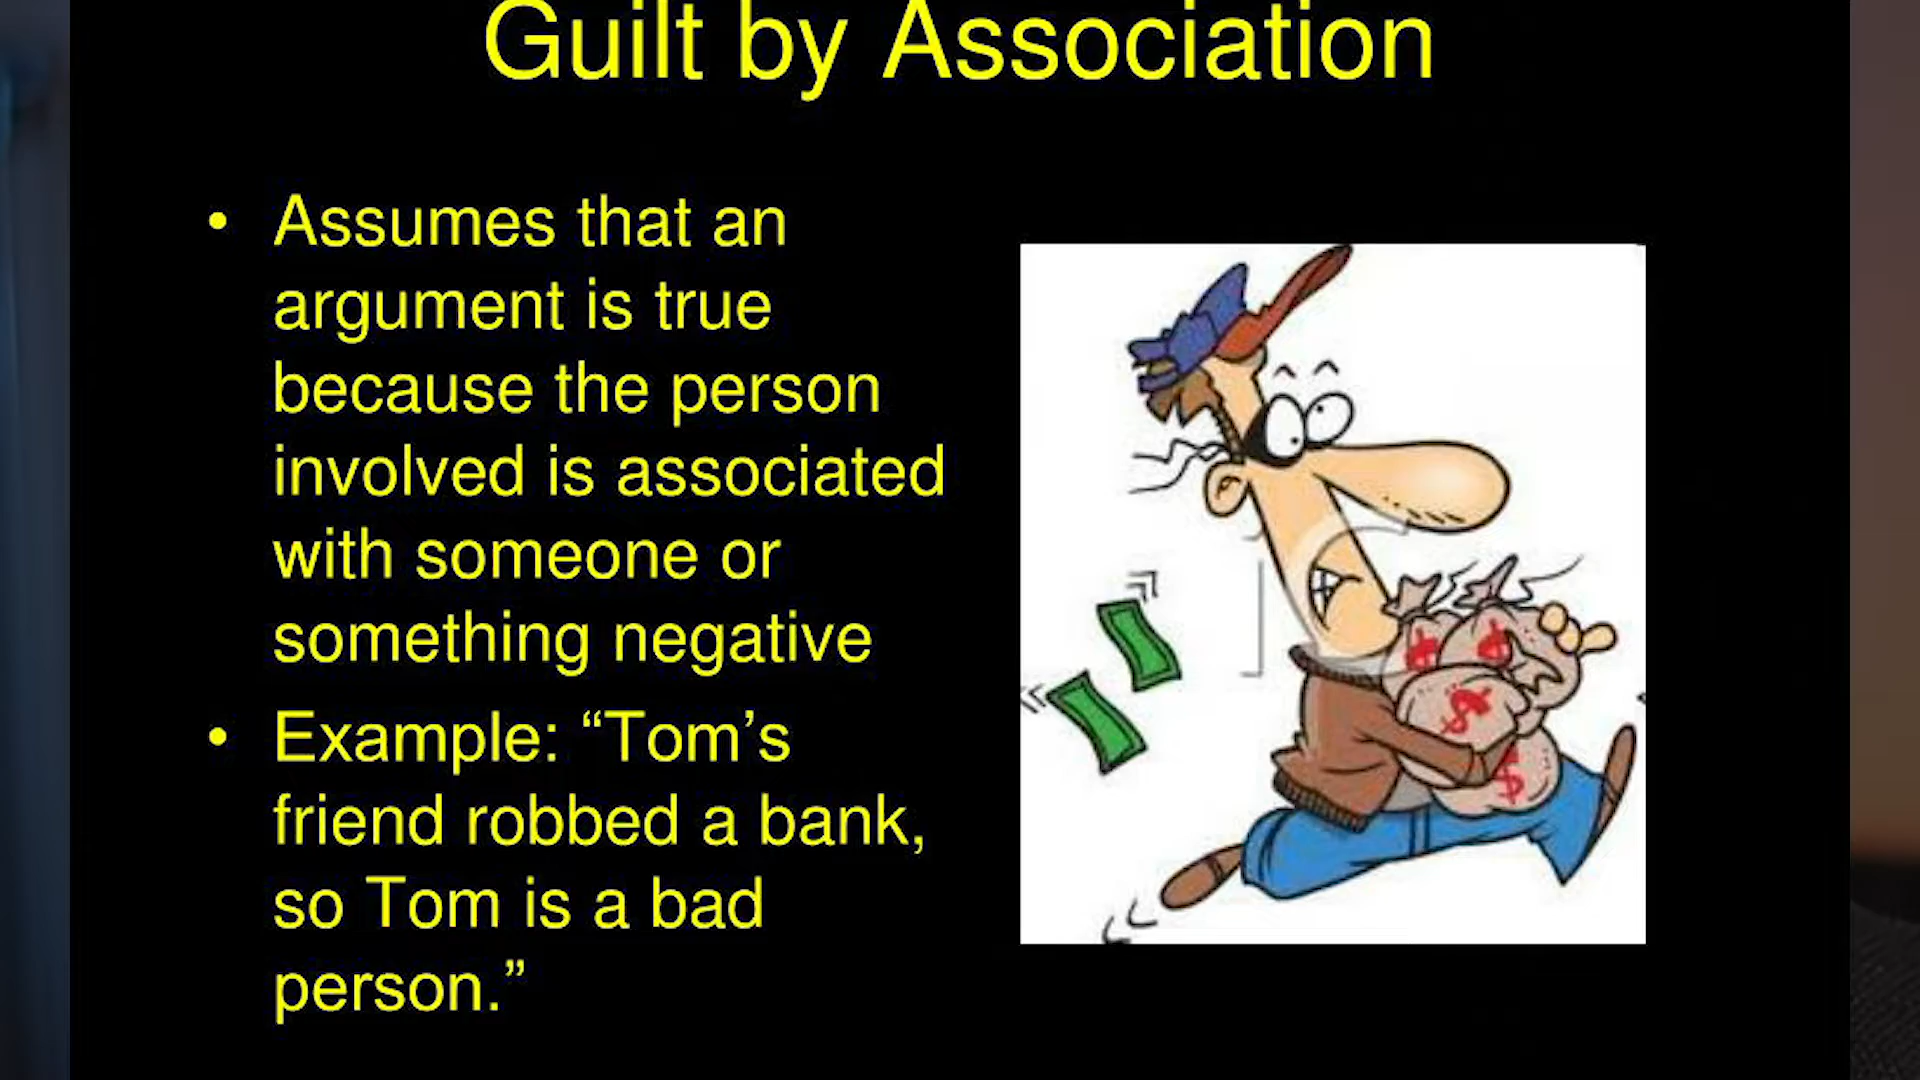 Guilt by Association
• Assumes that an
argument is true
because the person
involved is associated
with someone or
something negative
• Example: “Tom’s
friend robbed a bank,
so Tom is a bad
person.”
$ $
$
$